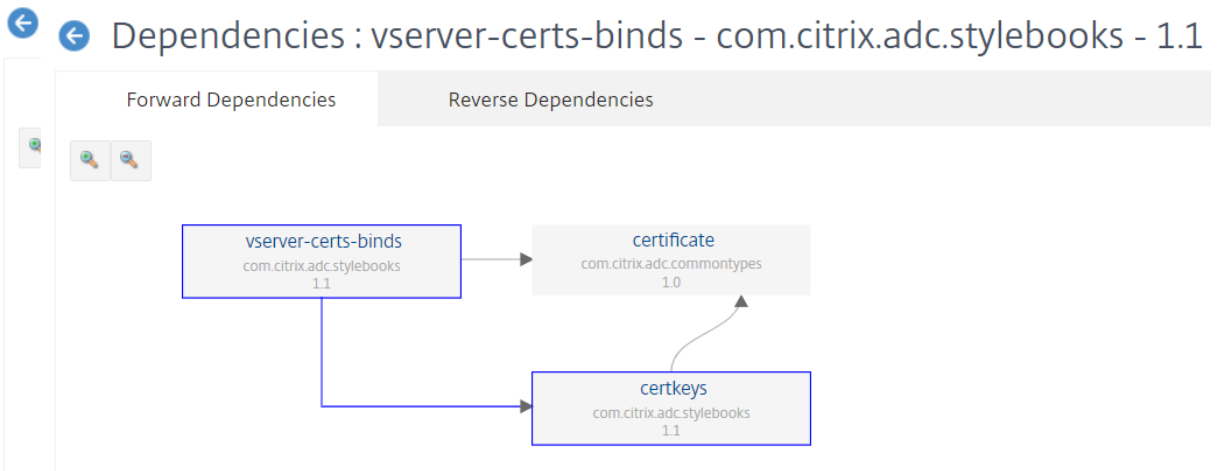 Dependencies : vserver-certs-binds - com.citrix.adc.stylebooks - 1.1
Forward Dependencies
Reverse Dependencies
vserver-certs-binds
com.citrix.adc.stylebooks
1.1
certificate
com.citrix.adc.commontypes
1.0
certkeys
com.citrix.adc.stylebooks
1.1